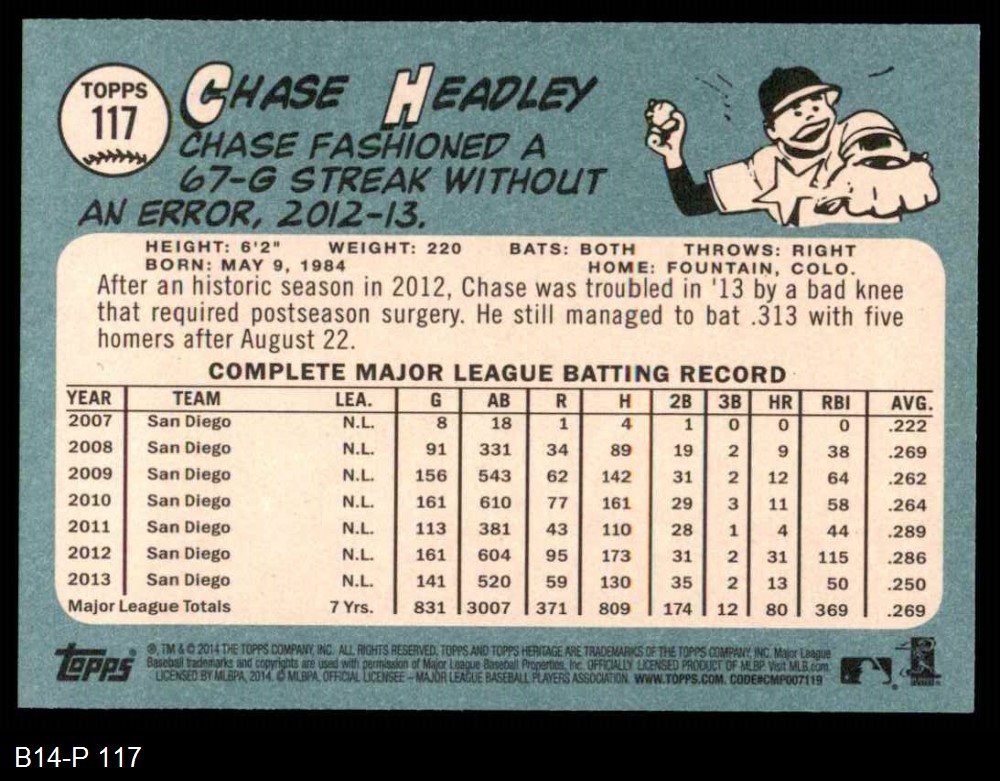 TOPPS
117
CHASE HEADLEY
CHASE FASHIONED A
67-G STREAK WITHOUT
AN ERROR, 2012-13.
HEIGHT: 6'2" WEIGHT: 220 BATS: BOTH THROWS: RIGHT
BORN: MAY 9, 1984 HOME: FOUNTAIN, COLO.
After an historic season in 2012, Chase was troubled in '13 by a bad knee
that required postseason surgery. He still managed to bat .313 with five
homers after August 22.
COMPLETE MAJOR LEAGUE BATTING RECORD
YEAR TEAM LEA. G AB R H 2B 3B HR RBI AVG.
2007 San Diego N.L. 8 18 1 4 1 0 0 0 .222
2008 San Diego N.L. 91 331 34 89 19 2 9 38 .269
2009 San Diego N.L. 156 543 62 142 31 2 12 64 .262
2010 San Diego N.L. 161 610 77 161 29 3 11 58 .264
2011 San Diego N.L. 113 381 43 110 28 1 4 44 .289
2012 San Diego N.L. 161 604 95 173 31 2 31 115 .286
2013 San Diego N.L. 141 520 59 130 35 2 13 50 .250
Major League Totals 7 Yrs. 831 3007 371 809 174 12 80 369 .269
Topps
®, TM & © 2014 THE TOPPS COMPANY, INC. ALL RIGHTS RESERVED. TOPPS AND TOPPS HERITAGE ARE TRADEMARKS OF THE TOPPS COMPANY, INC. Major League
Baseball trademarks and copyrights are used with permission of Major League Baseball Properties, Inc. OFFICIALLY LICENSED PRODUCT OF MLBP. Visit MLB.com
LICENSED BY MLBPA, 2014. © MLBPA. OFFICIAL LICENSEE – MAJOR LEAGUE BASEBALL PLAYERS ASSOCIATION. WWW.TOPPS.COM. CODE#CMP007119
B14-P 117